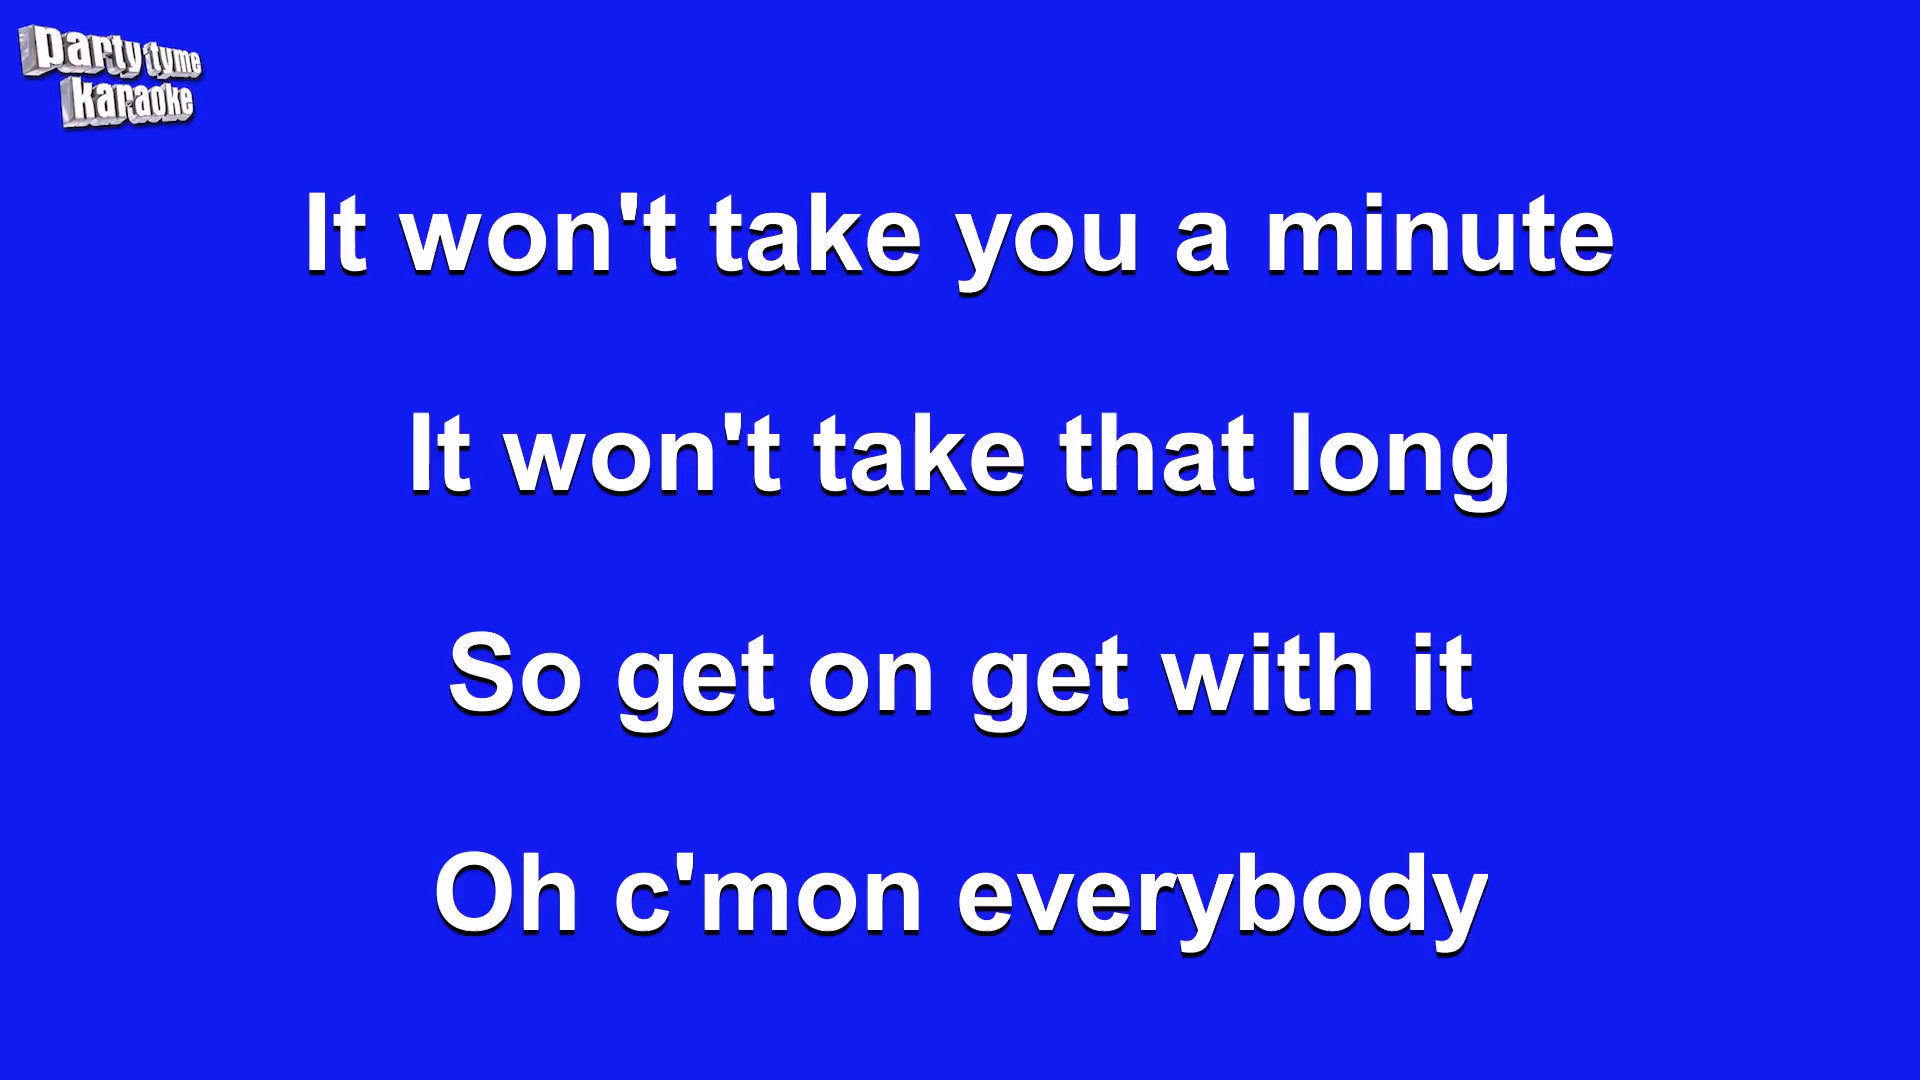 party tyme
karaoke
It won't take you a minute
It won't take that long
So get on get with it
Oh c'mon everybody